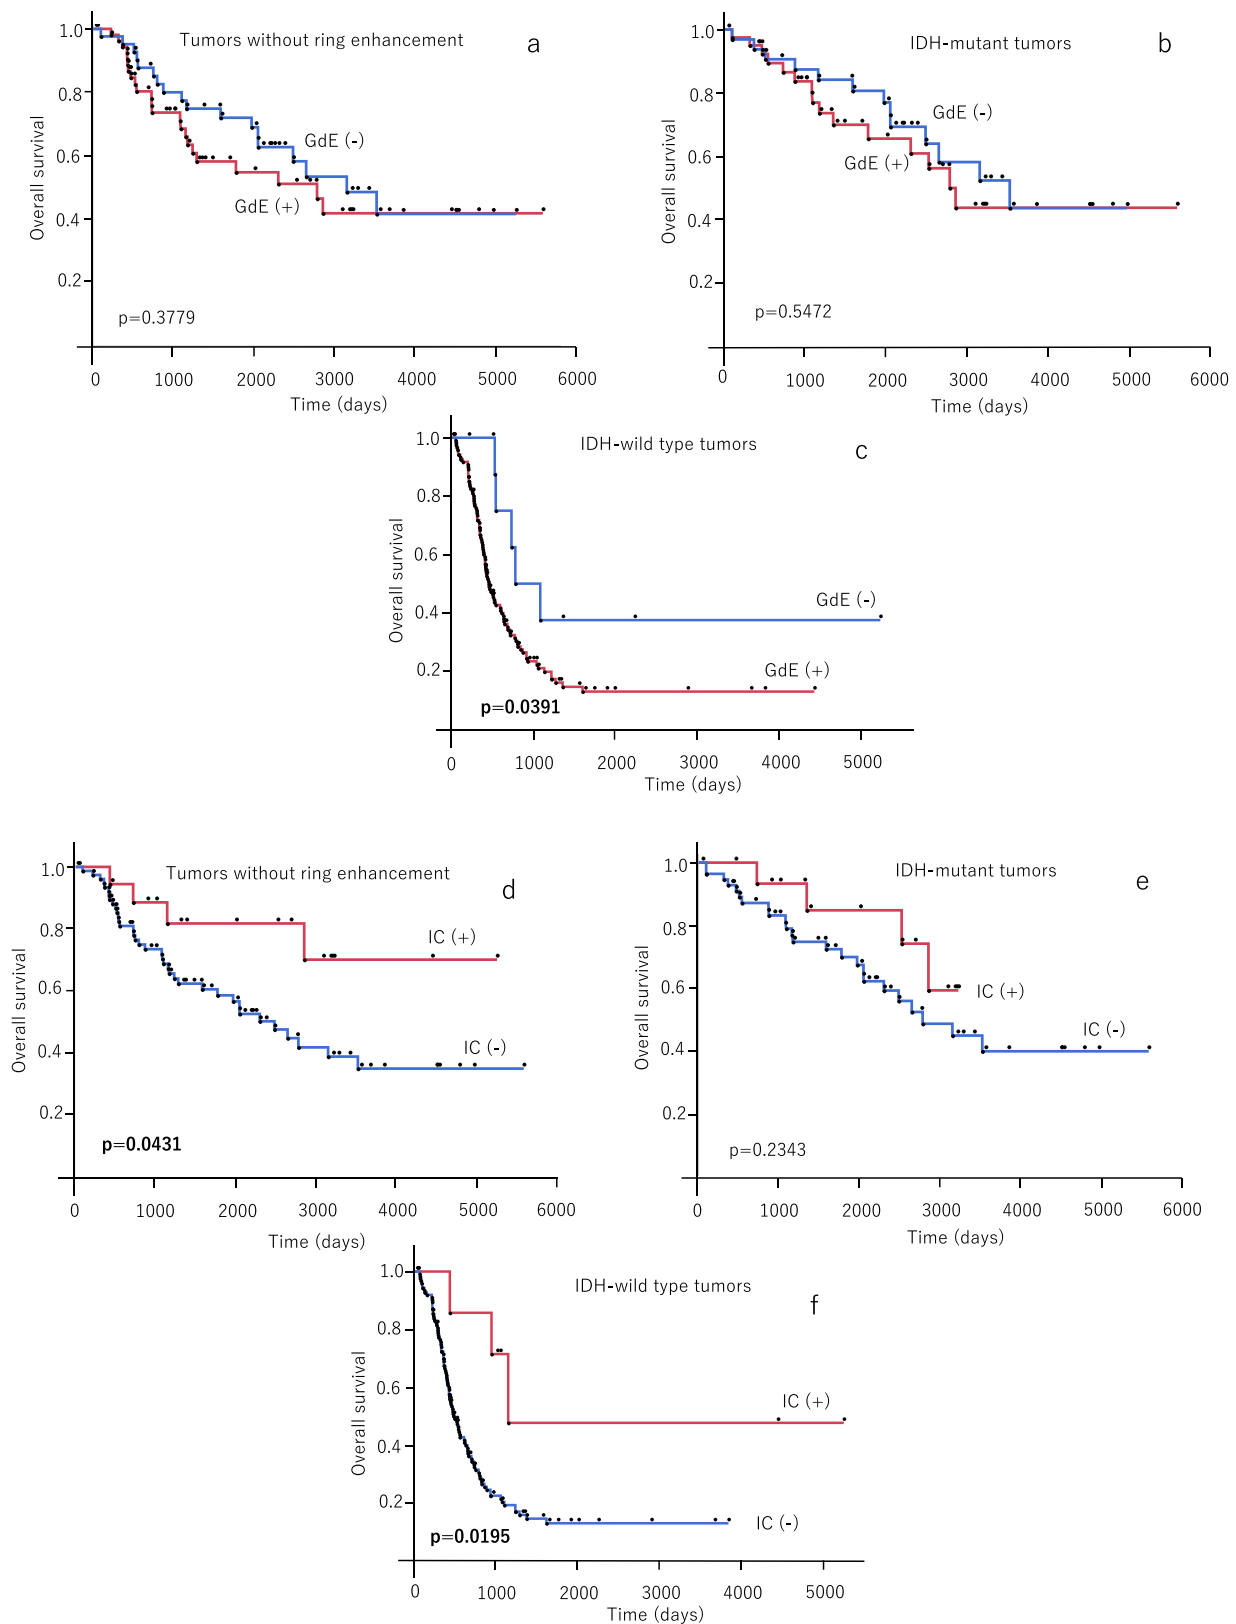 Tumors without ring enhancement
a
1.0
0.8
0.6
0.4
0.2
Overall survival
GdE (-)
GdE (+)
p=0.3779
0 1000 2000 3000 4000 5000 6000
Time (days)
IDH-mutant tumors
b
1.0
0.8
0.6
0.4
0.2
Overall survival
GdE (-)
GdE (+)
p=0.5472
0 1000 2000 3000 4000 5000 6000
Time (days)
IDH-wild type tumors
c
1.0
0.8
0.6
0.4
0.2
Overall survival
GdE (-)
GdE (+)
p=0.0391
0 1000 2000 3000 4000 5000
Time (days)
Tumors without ring enhancement
d
1.0
0.8
0.6
0.4
0.2
Overall survival
IC (+)
IC (-)
p=0.0431
0 1000 2000 3000 4000 5000 6000
Time (days)
IDH-mutant tumors
e
1.0
0.8
0.6
0.4
0.2
Overall survival
IC (+)
IC (-)
p=0.2343
0 1000 2000 3000 4000 5000 6000
Time (days)
IDH-wild type tumors
f
1.0
0.8
0.6
0.4
0.2
Overall survival
IC (+)
IC (-)
p=0.0195
0 1000 2000 3000 4000 5000
Time (days)